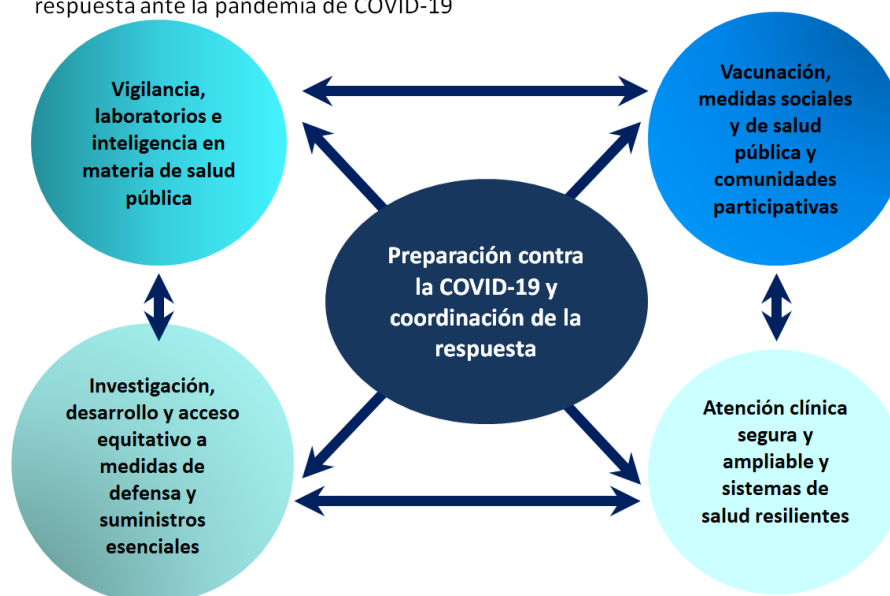 respuesta ante la pandemia de COVID-19
Vigilancia,
laboratorios e
inteligencia en
materia de salud
pública
Vacunación,
medidas sociales
y de salud
pública y
comunidades
participativas
Preparación contra
la COVID-19 y
coordinación de la
respuesta
Investigación,
desarrollo y acceso
equitativo a
medidas de
defensa y
suministros
esenciales
Atención clínica
segura y
ampliable y
sistemas de
salud resilientes